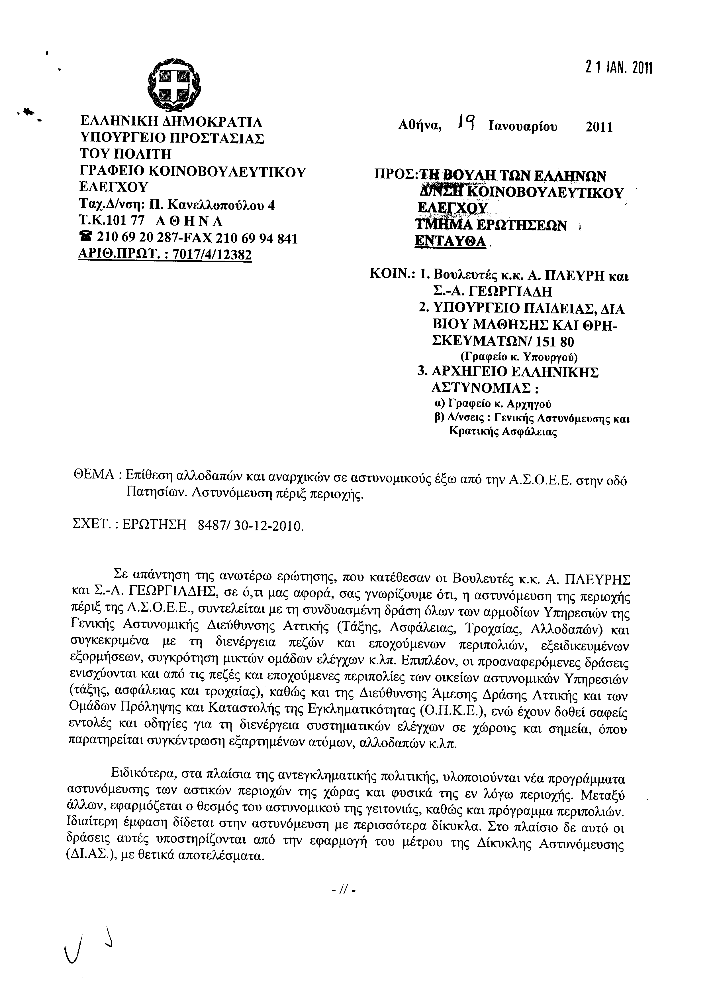 21 ΙΑΝ. 2011
ΕΛΛΗΝΙΚΗ ΔΗΜΟΚΡΑΤΙΑ
ΥΠΟΥΡΓΕΙΟ ΠΡΟΣΤΑΣΙΑΣ
ΤΟΥ ΠΟΛΙΤΗ
ΓΡΑΦΕΙΟ ΚΟΙΝΟΒΟΥΛΕΥΤΙΚΟΥ
ΕΛΕΓΧΟΥ
Ταχ.Δ/νση: Π. Κανελλοπούλου 4
Τ.Κ.101 77 Α Θ Η Ν Α
☎ 210 69 20 287-FAX 210 69 94 841
ΑΡΙΘ.ΠΡΩΤ. : 7017/4/12382
Αθήνα, 19 Ιανουαρίου 2011
ΠΡΟΣ:ΤΗ ΒΟΥΛΗ ΤΩΝ ΕΛΛΗΝΩΝ
Δ/ΝΣΗ ΚΟΙΝΟΒΟΥΛΕΥΤΙΚΟΥ
ΕΛΕΓΧΟΥ
ΤΜΗΜΑ ΕΡΩΤΗΣΕΩΝ
ΕΝΤΑΥΘΑ
ΚΟΙΝ.: 1. Βουλευτές κ.κ. Α. ΠΛΕΥΡΗ και
Σ.-Α. ΓΕΩΡΓΙΑΔΗ
2. ΥΠΟΥΡΓΕΙΟ ΠΑΙΔΕΙΑΣ, ΔΙΑ
ΒΙΟΥ ΜΑΘΗΣΗΣ ΚΑΙ ΘΡΗ-
ΣΚΕΥΜΑΤΩΝ/ 151 80
(Γραφείο κ. Υπουργού)
3. ΑΡΧΗΓΕΙΟ ΕΛΛΗΝΙΚΗΣ
ΑΣΤΥΝΟΜΙΑΣ :
α) Γραφείο κ. Αρχηγού
β) Δ/νσεις : Γενικής Αστυνόμευσης και
Κρατικής Ασφάλειας
ΘΕΜΑ : Επίθεση αλλοδαπών και αναρχικών σε αστυνομικούς έξω από την Α.Σ.Ο.Ε.Ε. στην οδό
Πατησίων. Αστυνόμευση πέριξ περιοχής.
ΣΧΕΤ. : ΕΡΩΤΗΣΗ 8487/ 30-12-2010.
Σε απάντηση της ανωτέρω ερώτησης, που κατέθεσαν οι Βουλευτές κ.κ. Α. ΠΛΕΥΡΗΣ
και Σ.-Α. ΓΕΩΡΓΙΑΔΗΣ, σε ό,τι μας αφορά, σας γνωρίζουμε ότι, η αστυνόμευση της περιοχής
πέριξ της Α.Σ.Ο.Ε.Ε., συντελείται με τη συνδυασμένη δράση όλων των αρμοδίων Υπηρεσιών της
Γενικής Αστυνομικής Διεύθυνσης Αττικής (Τάξης, Ασφάλειας, Τροχαίας, Αλλοδαπών) και
συγκεκριμένα με τη διενέργεια πεζών και εποχούμενων περιπολιών, εξειδικευμένων
εξορμήσεων, συγκρότηση μικτών ομάδων ελέγχων κ.λπ. Επιπλέον, οι προαναφερόμενες δράσεις
ενισχύονται και από τις πεζές και εποχούμενες περιπολίες των οικείων αστυνομικών Υπηρεσιών
(τάξης, ασφάλειας και τροχαίας), καθώς και της Διεύθυνσης Άμεσης Δράσης Αττικής και των
Ομάδων Πρόληψης και Καταστολής της Εγκληματικότητας (Ο.Π.Κ.Ε.), ενώ έχουν δοθεί σαφείς
εντολές και οδηγίες για τη διενέργεια συστηματικών ελέγχων σε χώρους και σημεία, όπου
παρατηρείται συγκέντρωση εξαρτημένων ατόμων, αλλοδαπών κ.λπ.
Ειδικότερα, στα πλαίσια της αντεγκληματικής πολιτικής, υλοποιούνται νέα προγράμματα
αστυνόμευσης των αστικών περιοχών της χώρας και φυσικά της εν λόγω περιοχής. Μεταξύ
άλλων, εφαρμόζεται ο θεσμός του αστυνομικού της γειτονιάς, καθώς και πρόγραμμα περιπολιών.
Ιδιαίτερη έμφαση δίδεται στην αστυνόμευση με περισσότερα δίκυκλα. Στο πλαίσιο δε αυτό οι
δράσεις αυτές υποστηρίζονται από την εφαρμογή του μέτρου της Δίκυκλης Αστυνόμευσης
(ΔΙ.ΑΣ.), με θετικά αποτελέσματα.
- // -